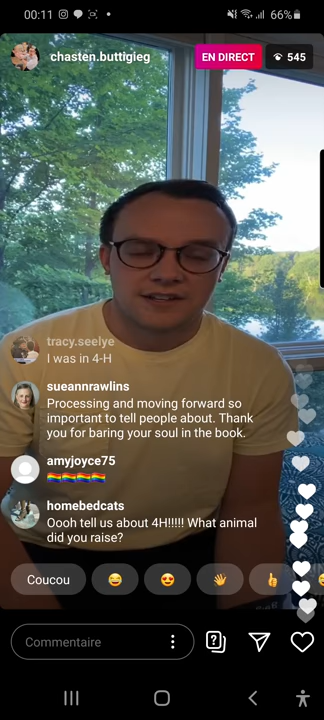 00:11
66%
chasten.buttigieg
EN DIRECT
545
tracy.seelye
I was in 4-H
sueannrawlins
Processing and moving forward so
important to tell people about. Thank
you for baring your soul in the book.
amyjoyce75
🏳️‍🌈🏳️‍🌈🏳️‍🌈🏳️‍🌈
homebedcats
Oooh tell us about 4H!!!!! What animal
did you raise?
Coucou
Commentaire